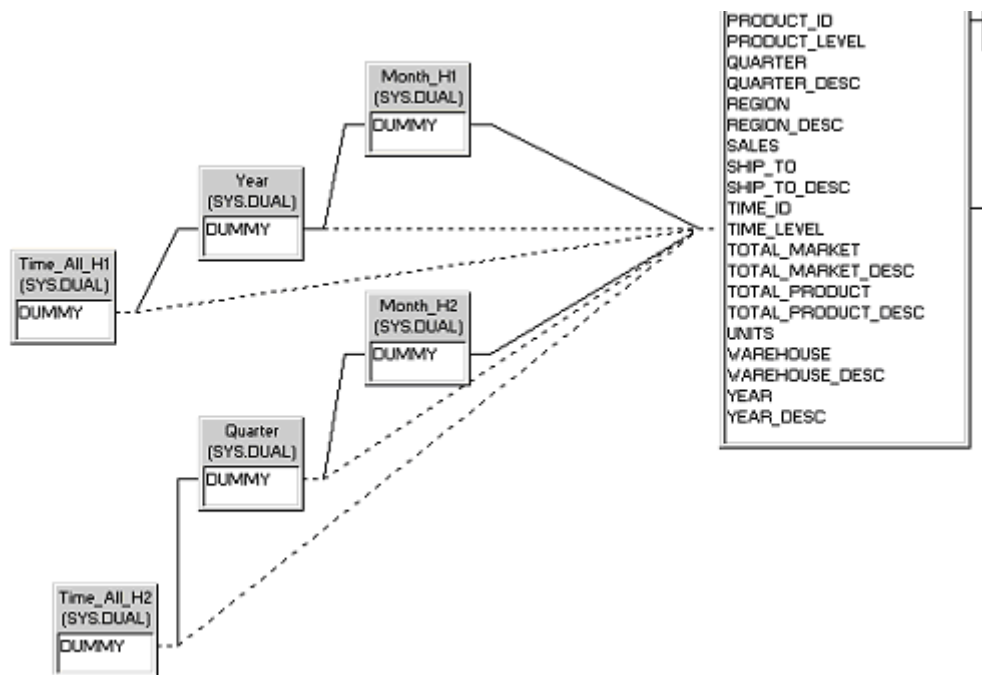 Month_H1
(SYS.DUAL)
DUMMY
Year
(SYS.DUAL)
DUMMY
Time_All_H1
(SYS.DUAL)
DUMMY
Month_H2
(SYS.DUAL)
DUMMY
Quarter
(SYS.DUAL)
DUMMY
Time_All_H2
(SYS.DUAL)
DUMMY
PRODUCT_ID
PRODUCT_LEVEL
QUARTER
QUARTER_DESC
REGION
REGION_DESC
SALES
SHIP_TO
SHIP_TO_DESC
TIME_ID
TIME_LEVEL
TOTAL_MARKET
TOTAL_MARKET_DESC
TOTAL_PRODUCT
TOTAL_PRODUCT_DESC
UNITS
WAREHOUSE
WAREHOUSE_DESC
YEAR
YEAR_DESC